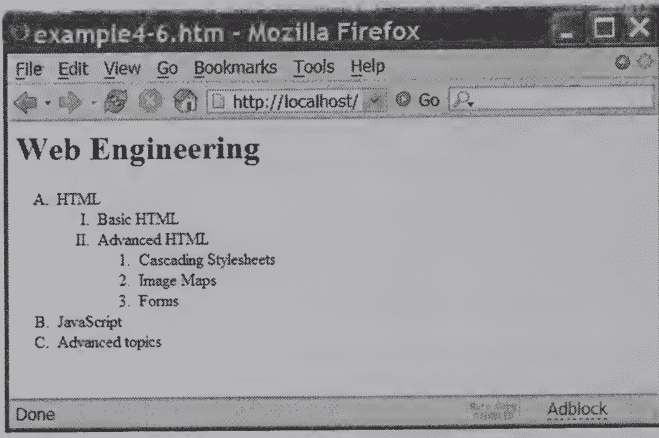 example4-6.htm - Mozilla Firefox
File Edit View Go Bookmarks Tools Help
http://localhost/ Go
Web Engineering
A. HTML
I. Basic HTML
II. Advanced HTML
1. Cascading Stylesheets
2. Image Maps
3. Forms
B. JavaScript
C. Advanced topics
Done Adblock